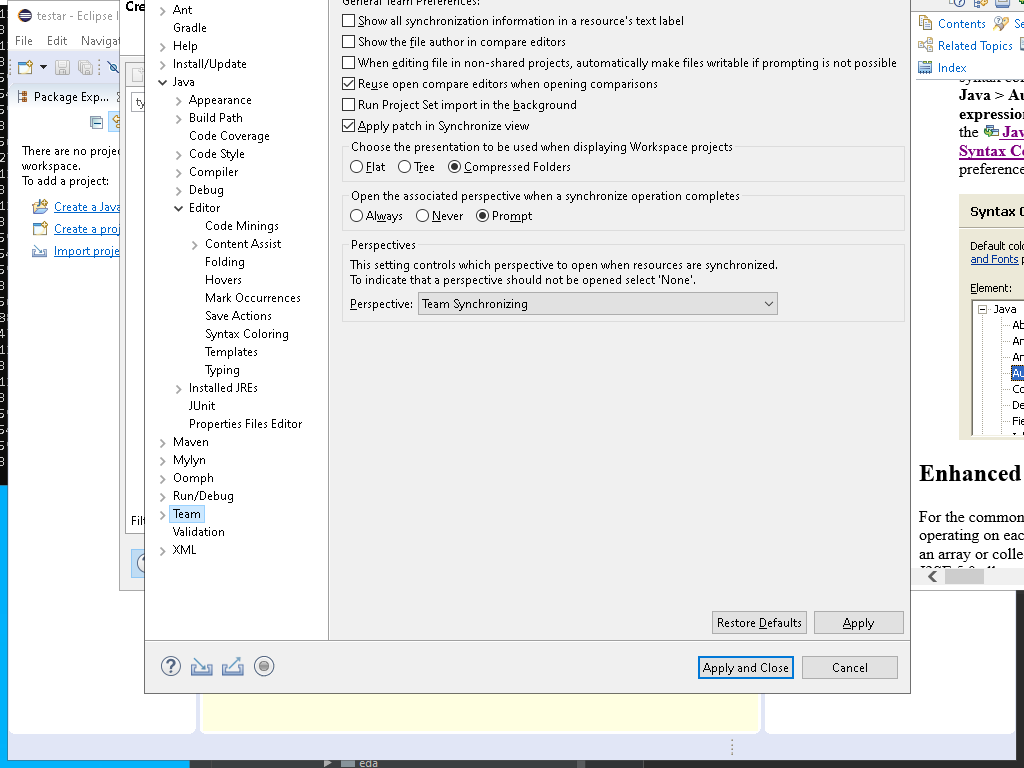 testar - Eclipse I
File
Edit
Navigat
Package Exp...
There are no proje
workspace.
To add a project:
Create a Java
Create a proj
Import proje
Cre
ty
Filt
Ant
Gradle
Help
Install/Update
Java
Appearance
Build Path
Code Coverage
Code Style
Compiler
Debug
Editor
Code Minings
Content Assist
Folding
Hovers
Mark Occurrences
Save Actions
Syntax Coloring
Templates
Typing
Installed JREs
JUnit
Properties Files Editor
Maven
Mylyn
Oomph
Run/Debug
Team
Validation
XML
General Team Preferences:
Show all synchronization information in a resource's text label
Show the file author in compare editors
When editing file in non-shared projects, automatically make files writable if prompting is not possible
Reuse open compare editors when opening comparisons
Run Project Set import in the background
Apply patch in Synchronize view
Choose the presentation to be used when displaying Workspace projects
Flat Tree Compressed Folders
Open the associated perspective when a synchronize operation completes
Always Never Prompt
Perspectives
This setting controls which perspective to open when resources are synchronized.
To indicate that a perspective should not be opened select 'None'.
Perspective: Team Synchronizing
Restore Defaults Apply
Apply and Close Cancel
Contents Se
Related Topics
Index
Java > Au
expression
the Jav
Syntax Co
preference
Syntax C
Default colo
and Fonts p
Element:
Java
Ab
An
An
Au
Co
De
Fie
Enhanced
For the common
operating on eac
an array or colle
eda